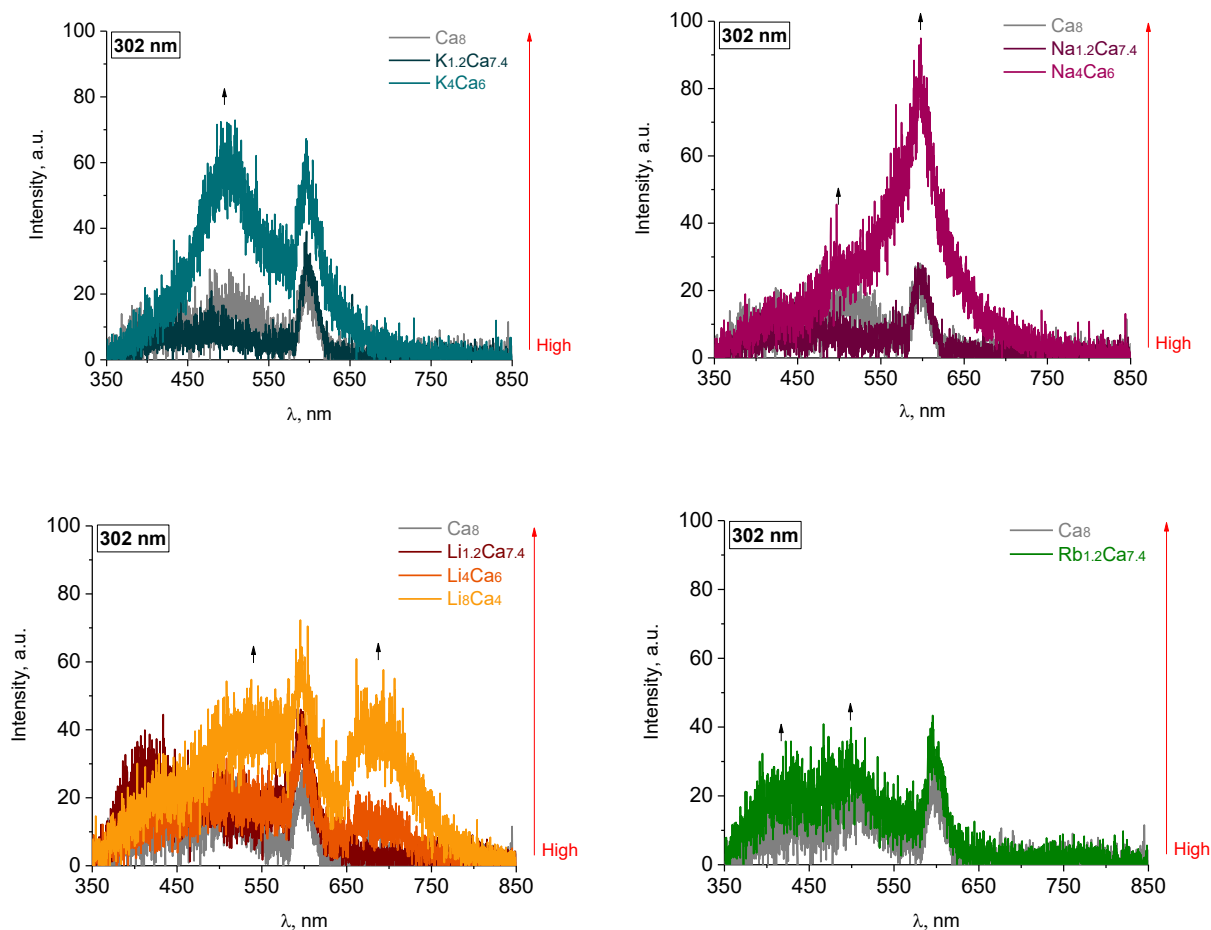 302 nm
Ca8
K1.2Ca7.4
K4Ca6
Intensity, a.u.
100
80
60
40
20
0
High
350 450 550 650 750 850
λ, nm
302 nm
Ca8
Na1.2Ca7.4
Na4Ca6
Intensity, a.u.
100
80
60
40
20
0
High
350 450 550 650 750 850
λ, nm
302 nm
Ca8
Li1.2Ca7.4
Li4Ca6
Li8Ca4
Intensity, a.u.
100
80
60
40
20
0
High
350 450 550 650 750 850
λ, nm
302 nm
Ca8
Rb1.2Ca7.4
Intensity, a.u.
100
80
60
40
20
0
High
350 450 550 650 750 850
λ, nm